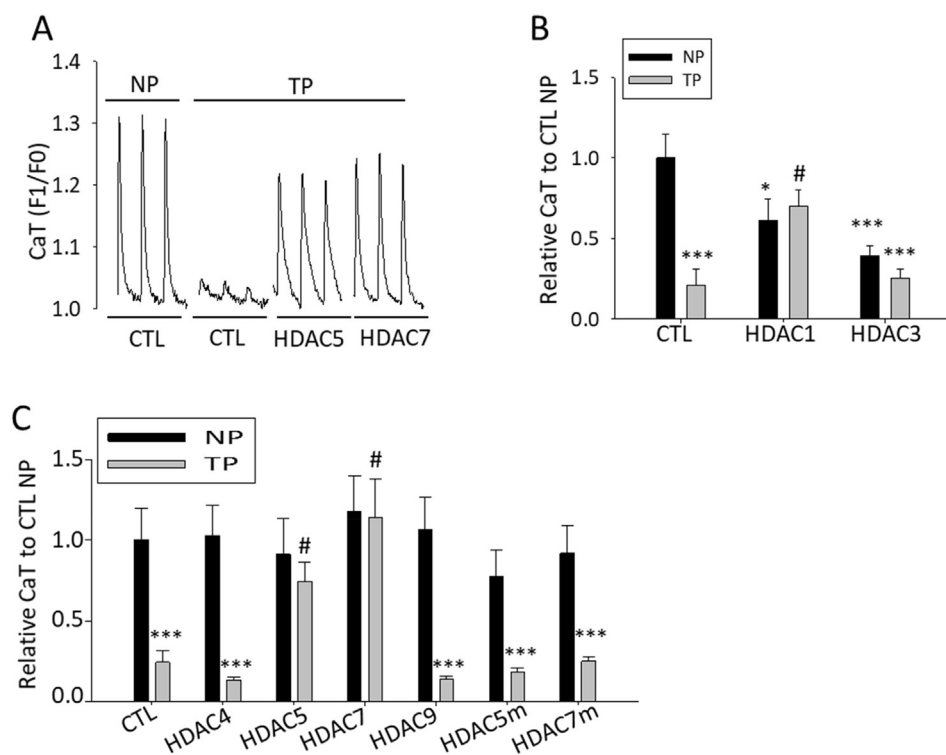 A
CaT (F1/F0)
1.4
1.3
1.2
1.1
1.0
NP
TP
CTL
CTL
HDAC5
HDAC7
B
NP
TP
Relative CaT to CTL NP
1.0
0.5
0.0
***
*
#
***
***
CTL
HDAC1
HDAC3
C
NP
TP
Relative CaT to CTL NP
1.5
1.0
0.5
0.0
***
***
#
#
***
***
***
CTL
HDAC4
HDAC5
HDAC7
HDAC9
HDAC5m
HDAC7m